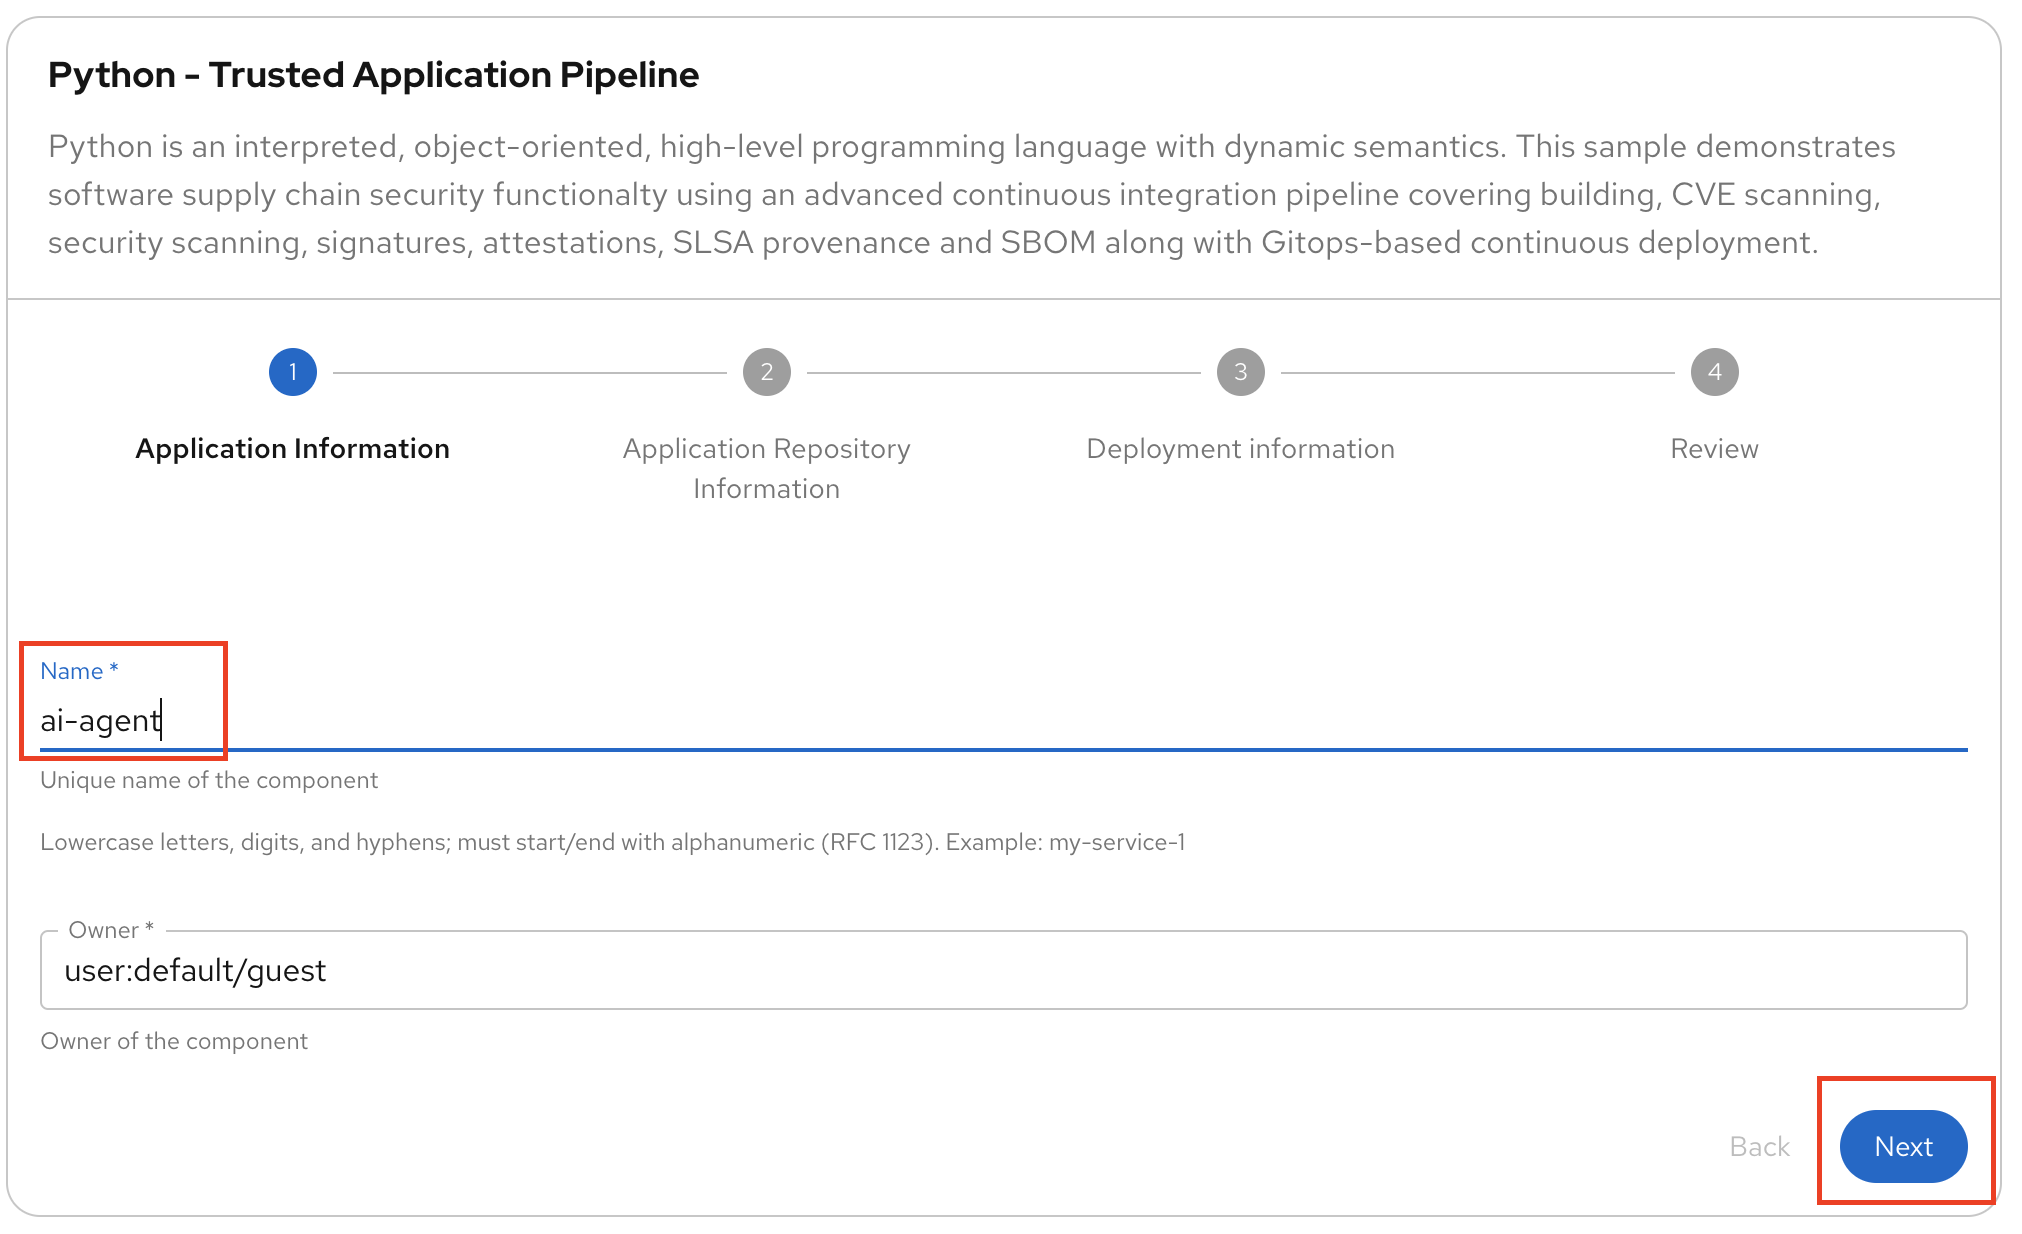 Python - Trusted Application Pipeline
Python is an interpreted, object-oriented, high-level programming language with dynamic semantics. This sample demonstrates
software supply chain security functionalty using an advanced continuous integration pipeline covering building, CVE scanning,
security scanning, signatures, attestations, SLSA provenance and SBOM along with Gitops-based continuous deployment.
1
2
3
4
Application Information
Application Repository
Information
Deployment information
Review
Name *
ai-agent
Unique name of the component
Lowercase letters, digits, and hyphens; must start/end with alphanumeric (RFC 1123). Example: my-service-1
Owner *
user:default/guest
Owner of the component
Back
Next